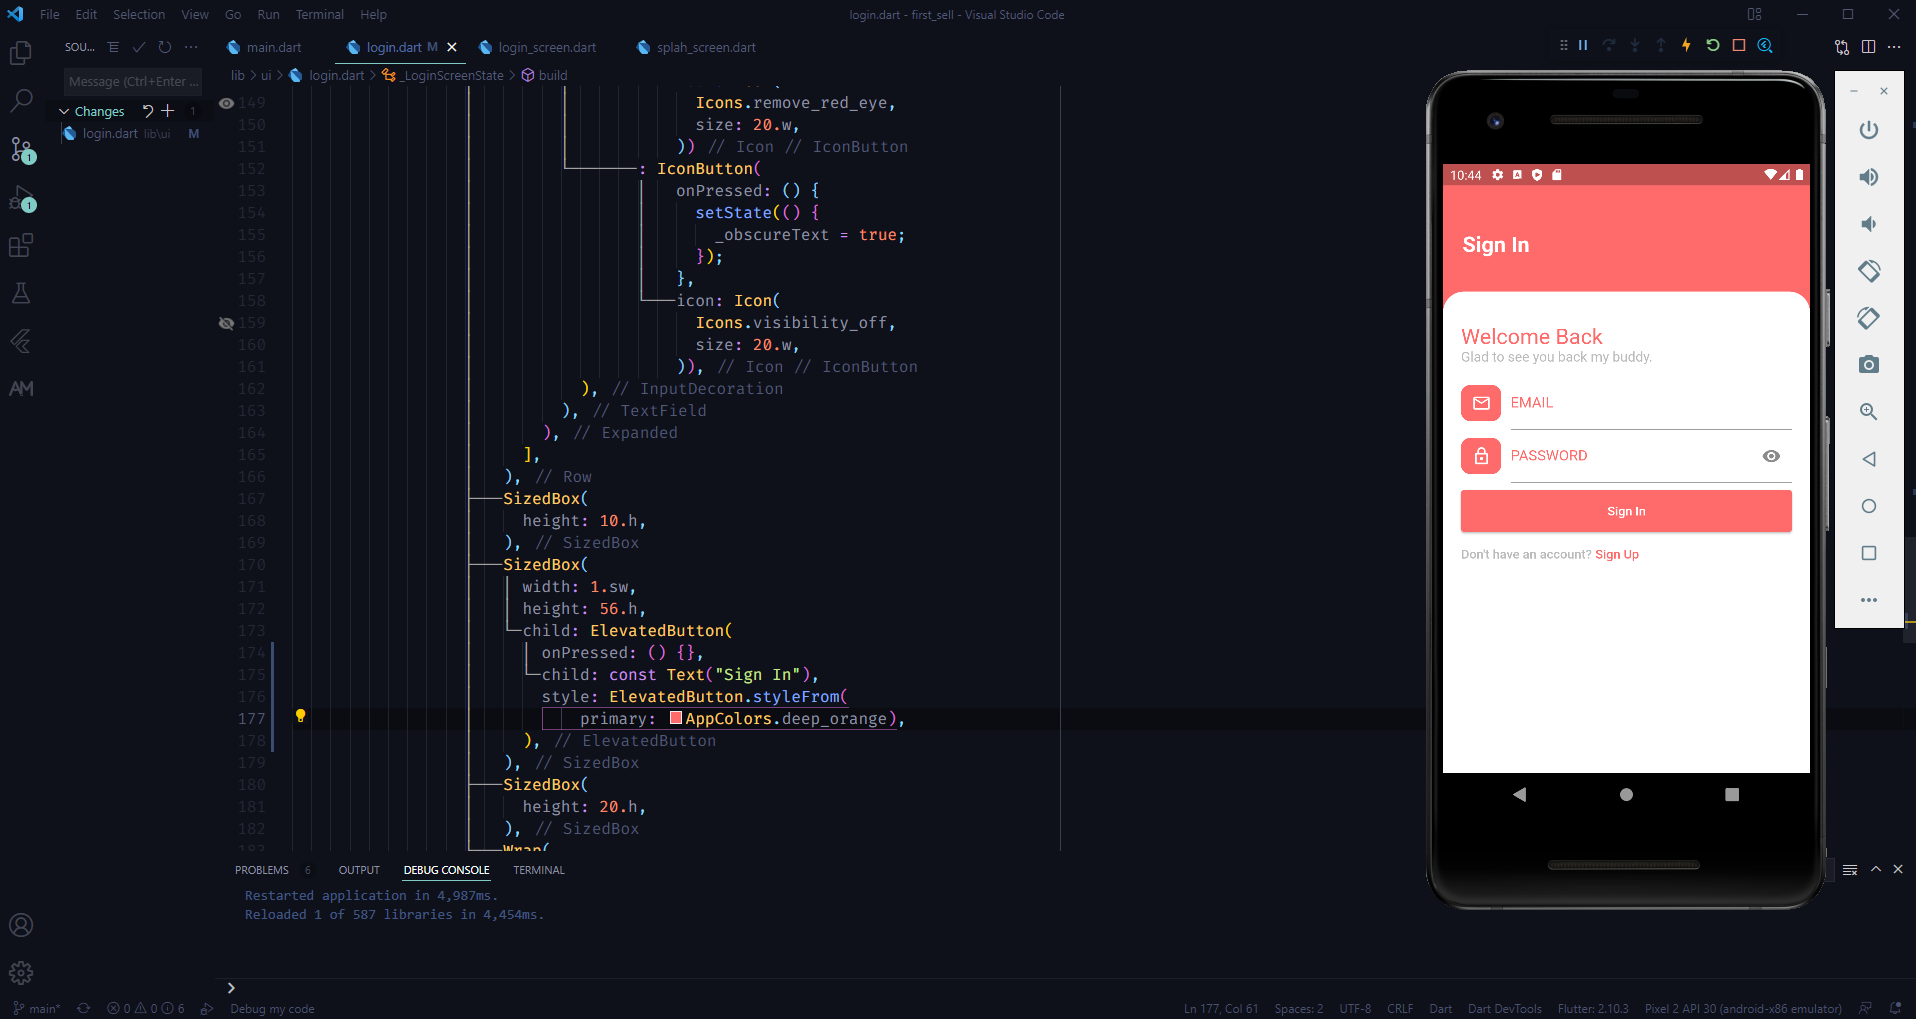 File Edit Selection View Go Run Terminal Help
login.dart - first_sell - Visual Studio Code
SOU...
main.dart
login.dart M
login_screen.dart
splah_screen.dart
Message (Ctrl+Enter ...
lib > ui > login.dart > _LoginScreenState > build
Changes 1
login.dart lib\ui M
1
1
149 Icons.remove_red_eye,
150 size: 20.w,
151 )) // Icon // IconButton
152 : IconButton(
153 onPressed: () {
154 setState(() {
155 _obscureText = true;
156 });
157 },
158 icon: Icon(
159 Icons.visibility_off,
160 size: 20.w,
161 )), // Icon // IconButton
162 ), // InputDecoration
163 ), // TextField
164 ), // Expanded
165 ],
166 ), // Row
167 SizedBox(
168 height: 10.h,
169 ), // SizedBox
170 SizedBox(
171 width: 1.sw,
172 height: 56.h,
173 child: ElevatedButton(
174 onPressed: () {},
175 child: const Text("Sign In"),
176 style: ElevatedButton.styleFrom(
177 primary: AppColors.deep_orange),
178 ), // ElevatedButton
179 ), // SizedBox
180 SizedBox(
181 height: 20.h,
182 ), // SizedBox
183 Wrap(
AM
10:44
Sign In
Welcome Back
Glad to see you back my buddy.
EMAIL
PASSWORD
Sign In
Don't have an account? Sign Up
PROBLEMS 6 OUTPUT DEBUG CONSOLE TERMINAL
Restarted application in 4,987ms.
Reloaded 1 of 587 libraries in 4,454ms.
main* 0 0 6 Debug my code
Ln 177, Col 61 Spaces: 2 UTF-8 CRLF Dart Dart DevTools Flutter: 2.10.3 Pixel 2 API 30 (android-x86 emulator)